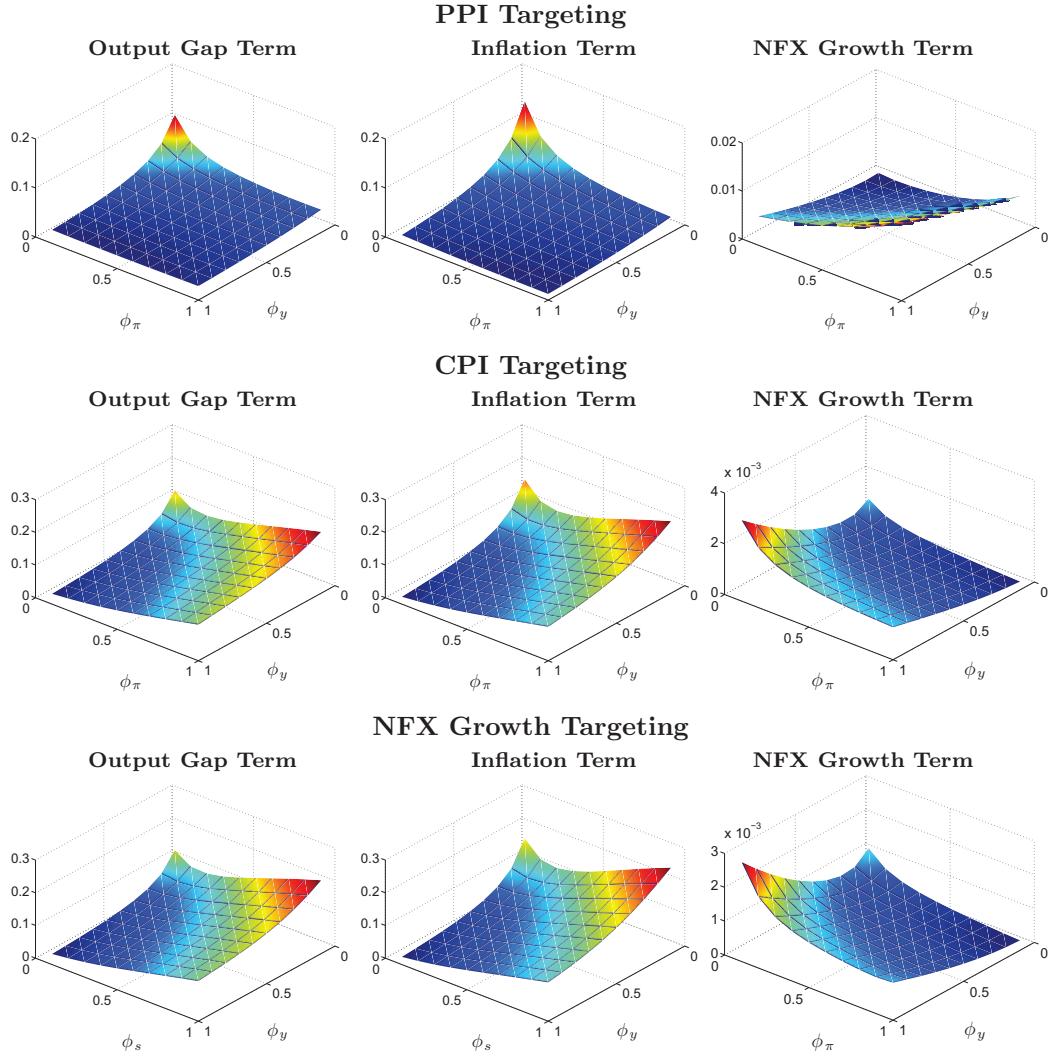 PPI Targeting
Output Gap Term
Inflation Term
NFX Growth Term
0.2
0.1
0
0
0.5
1
1
0.5
0
ϕπ
ϕy
0.2
0.1
0
0
0.5
1
1
0.5
0
ϕπ
ϕy
0.02
0.01
0
0
0.5
1
1
0.5
0
ϕπ
ϕy
CPI Targeting
Output Gap Term
Inflation Term
NFX Growth Term
0.3
0.2
0.1
0
0
0.5
1
1
0.5
0
ϕπ
ϕy
0.3
0.2
0.1
0
0
0.5
1
1
0.5
0
ϕπ
ϕy
x 10⁻³
4
2
0
0
0.5
1
1
0.5
0
ϕπ
ϕy
NFX Growth Targeting
Output Gap Term
Inflation Term
NFX Growth Term
0.3
0.2
0.1
0
0
0.5
1
1
0.5
0
ϕs
ϕy
0.3
0.2
0.1
0
0
0.5
1
1
0.5
0
ϕs
ϕy
x 10⁻³
3
2
1
0
0
0.5
1
1
0.5
0
ϕπ
ϕy